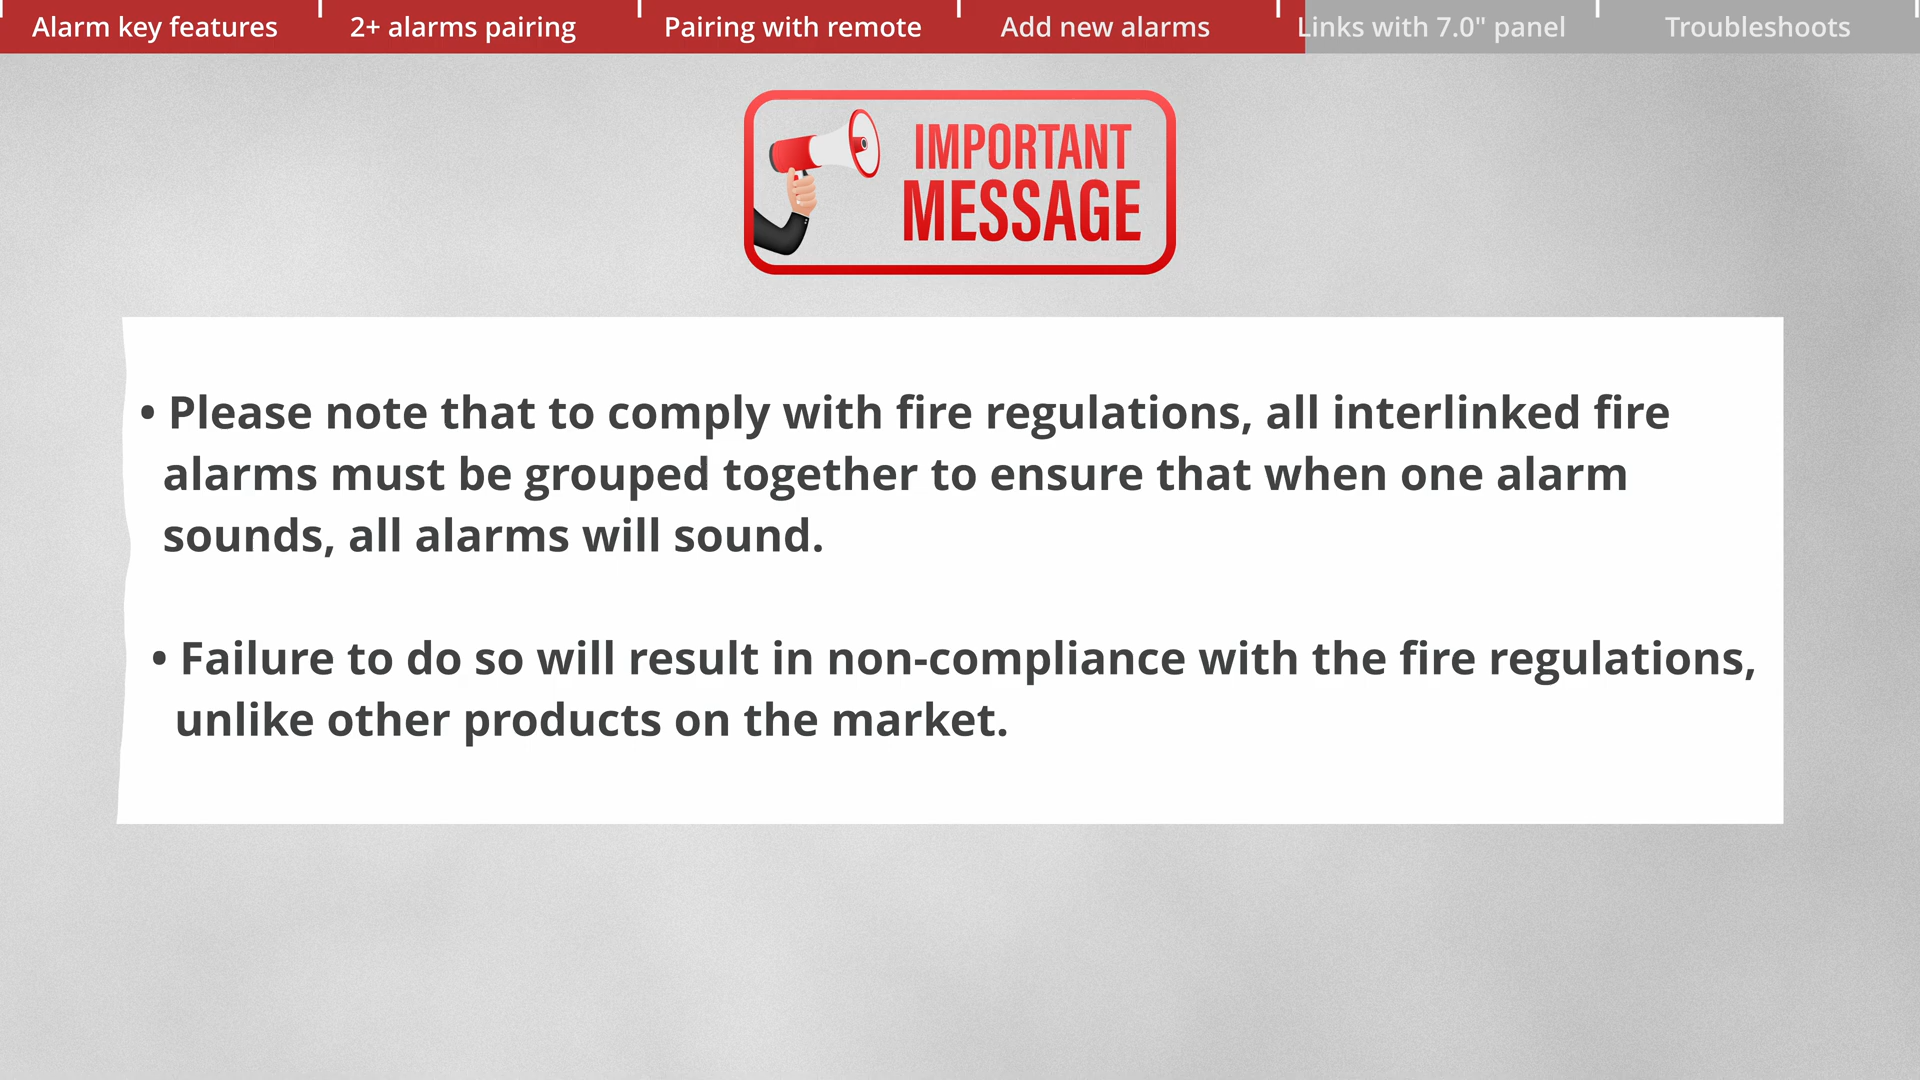 Alarm key features 2+ alarms pairing Pairing with remote Add new alarms Links with 7.0" panel Troubleshoots
IMPORTANT
MESSAGE
• Please note that to comply with fire regulations, all interlinked fire
alarms must be grouped together to ensure that when one alarm
sounds, all alarms will sound.
• Failure to do so will result in non-compliance with the fire regulations,
unlike other products on the market.